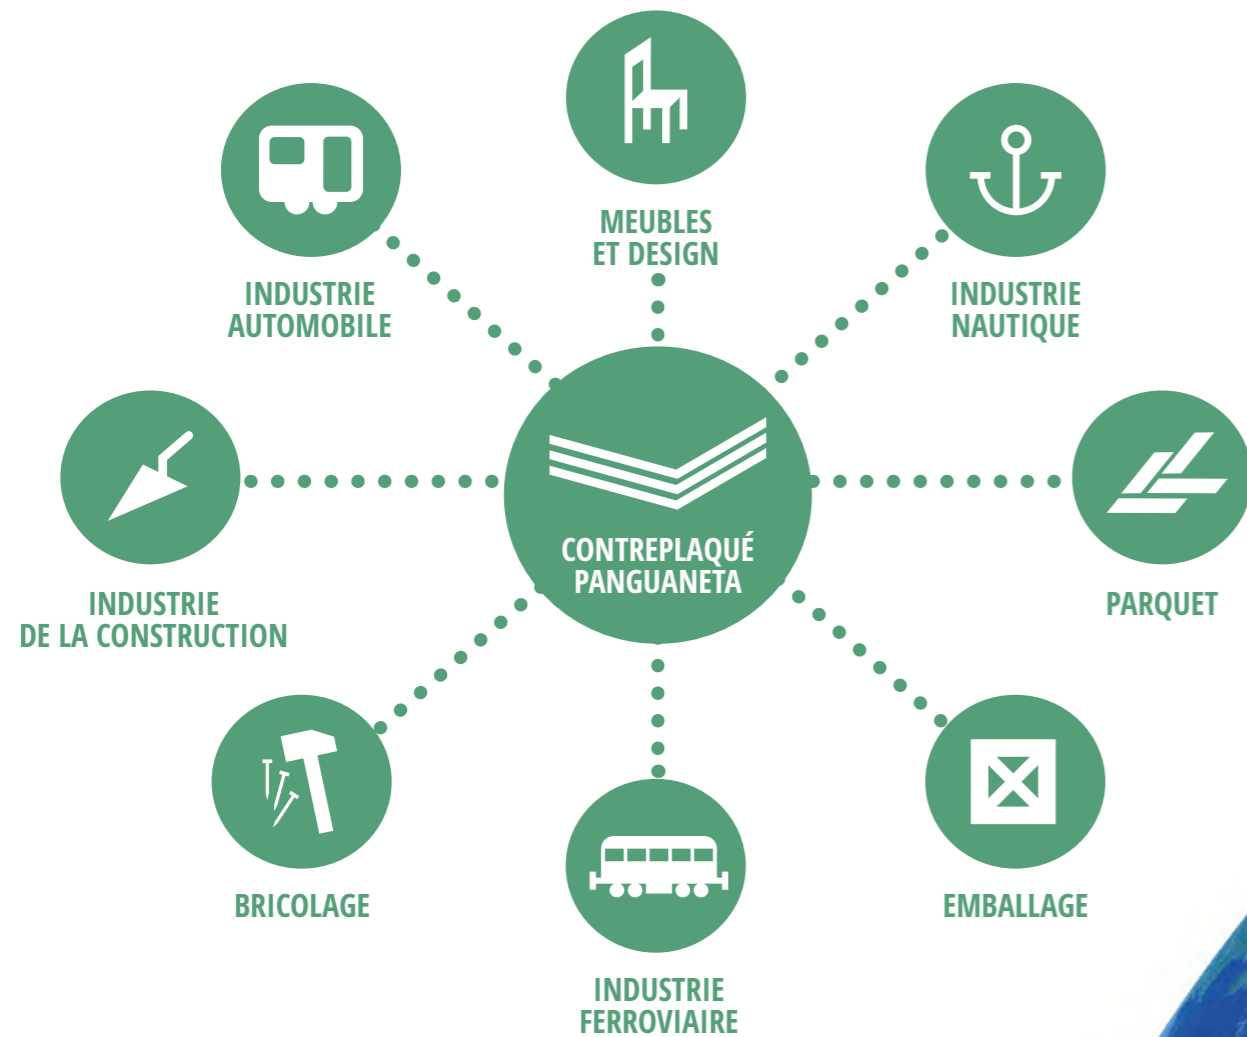 MEUBLES
ET DESIGN
INDUSTRIE
AUTOMOBILE
INDUSTRIE
NAUTIQUE
CONTREPLAQUÉ
PANGUANETA
INDUSTRIE
DE LA CONSTRUCTION
PARQUET
BRICOLAGE
EMBALLAGE
INDUSTRIE
FERROVIAIRE